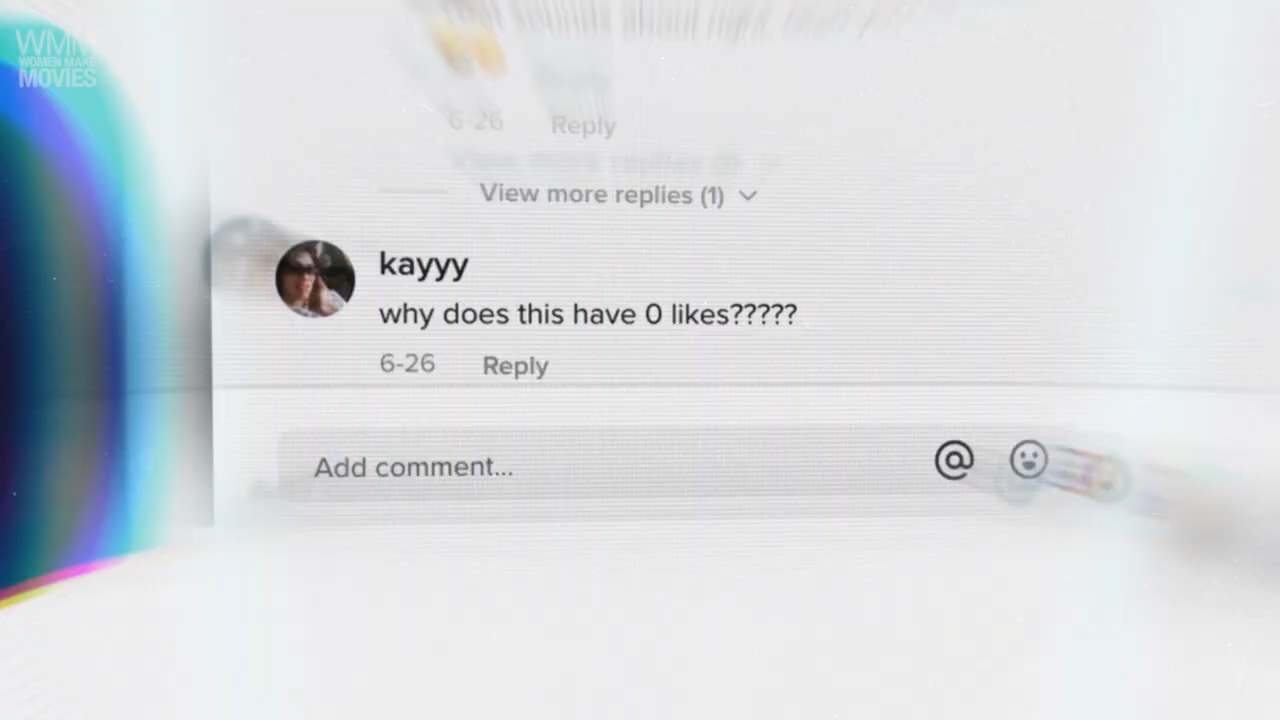 WMM
WOMEN MAKE
MOVIES
6-26 Reply
View more replies (1)
kayyy
why does this have 0 likes?????
6-26 Reply
Add comment...